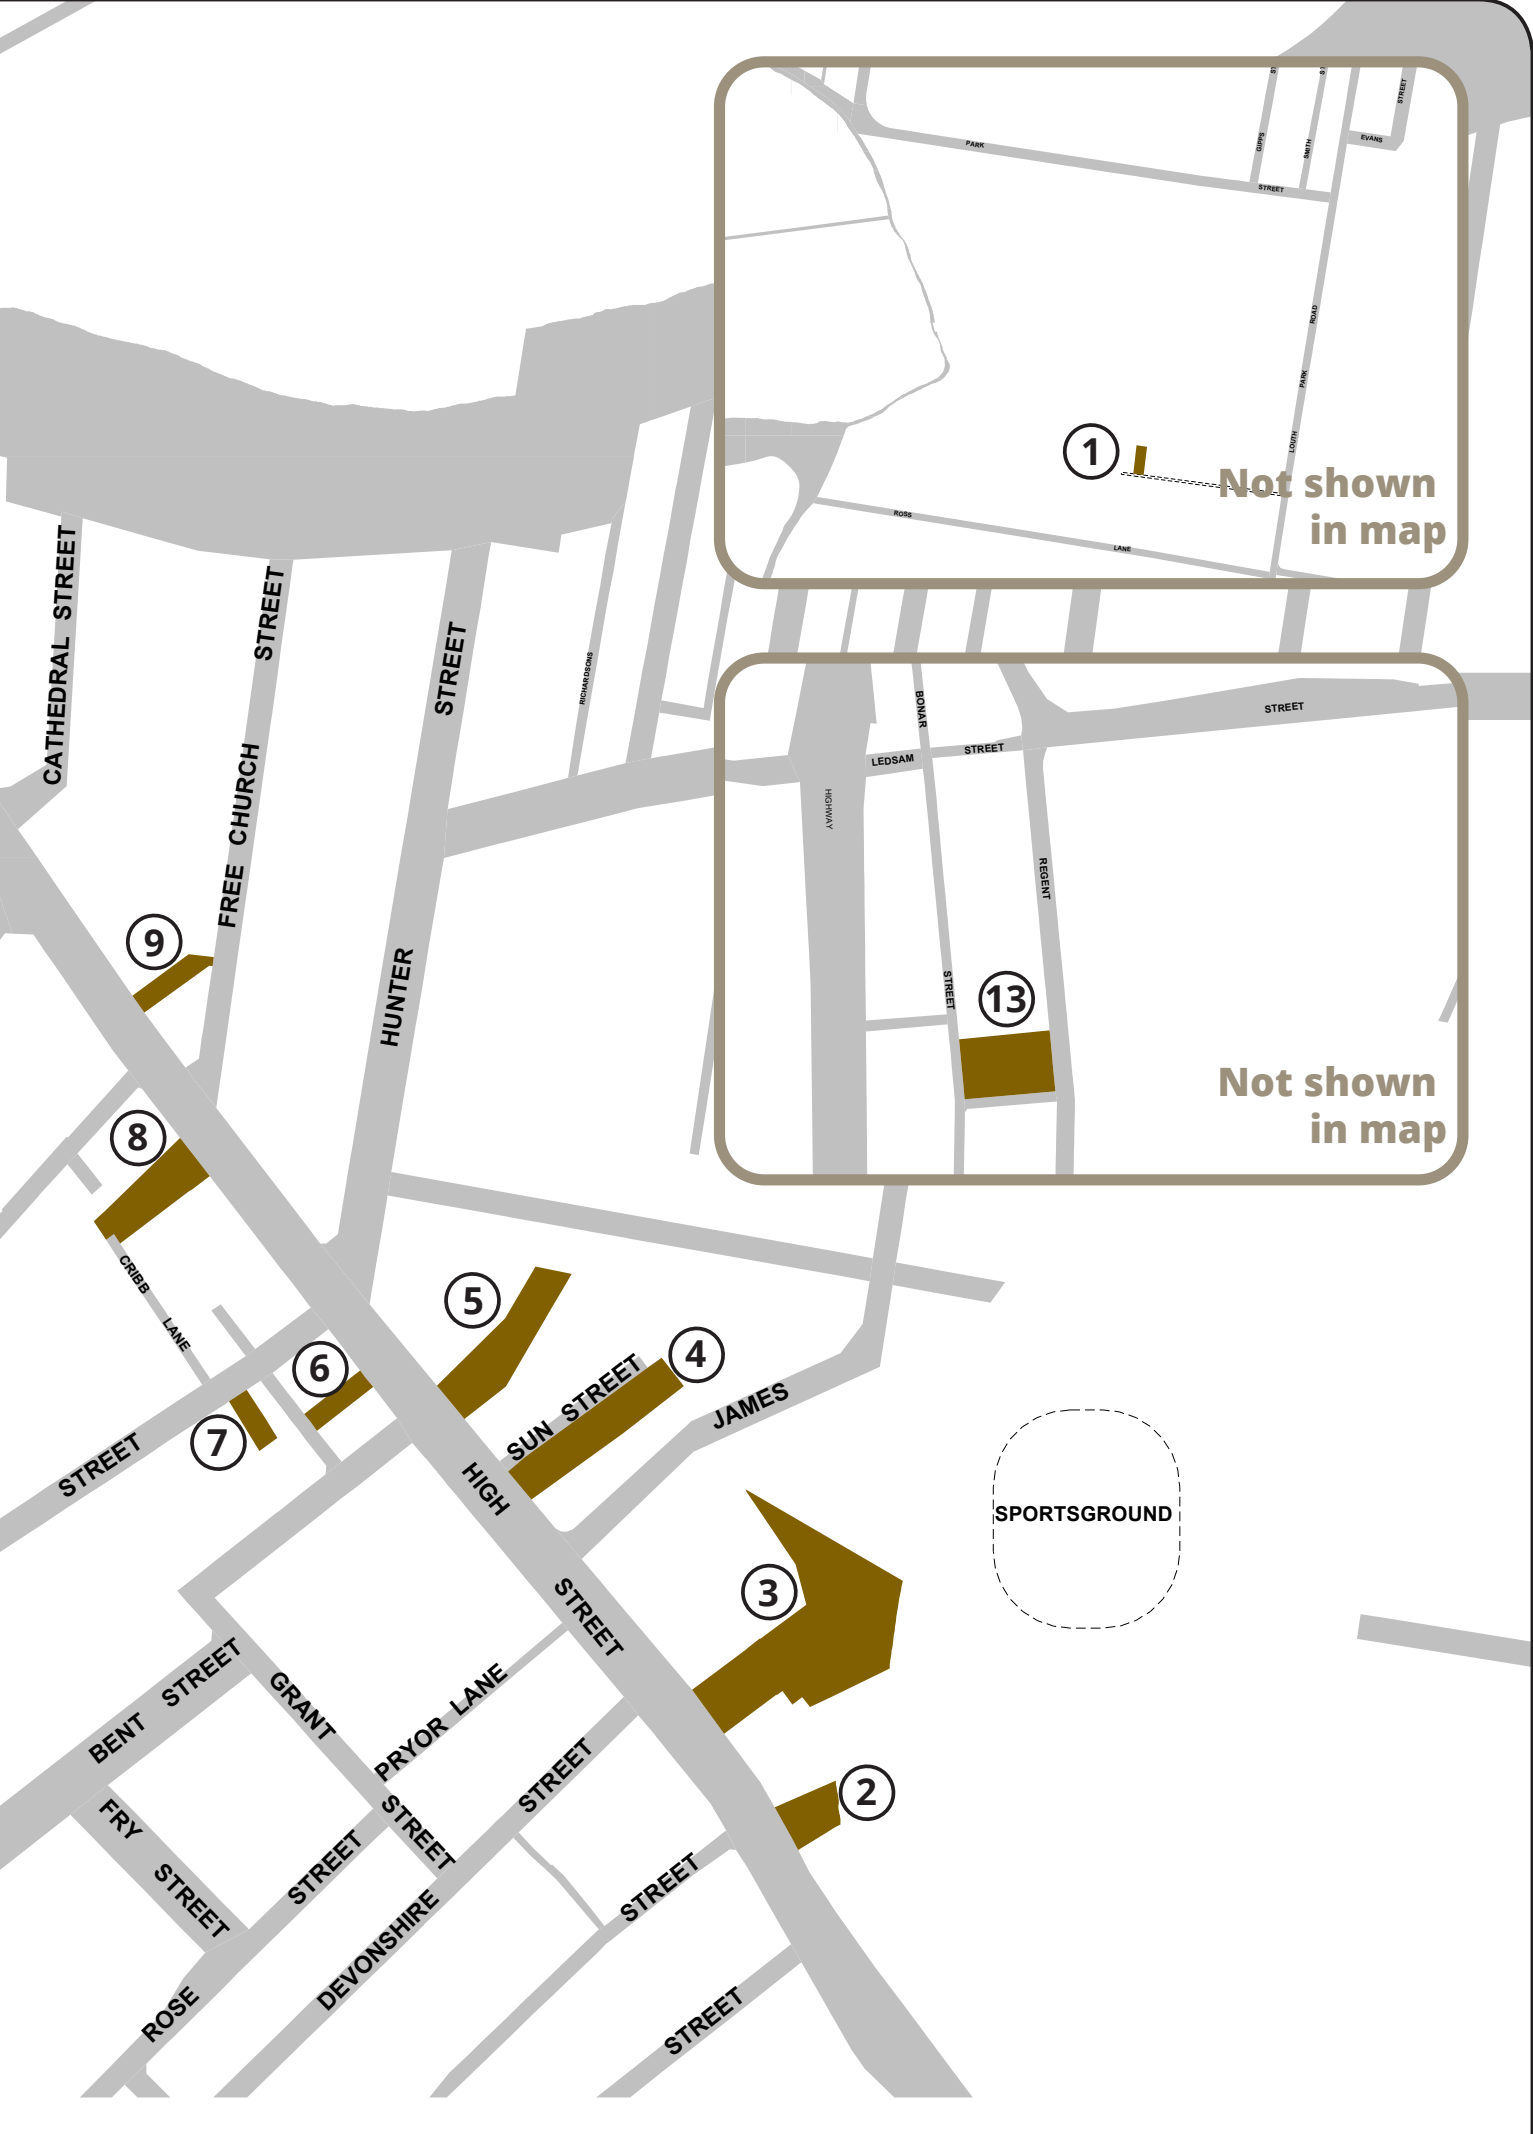 ST
ST
STREET
GIPPS
SMITH
EVANS
PARK
STREET
ROAD
PARK
LOUTH
1
Not shown
in map
ROSS
LANE
CATHEDRAL STREET
FREE CHURCH STREET
HUNTER STREET
RICHARDSONS
BONAR
STREET
LEDSAM
STREET
STREET
HIGHWAY
REGENT
13
Not shown
in map
9
8
CRIBB
LANE
5
4
6
7
SUN STREET
JAMES
STREET
HIGH
STREET
SPORTSGROUND
3
BENT STREET
GRANT
STREET
PRYOR LANE
2
FRY
STREET
ROSE
STREET
DEVONSHIRE
STREET
STREET
STREET